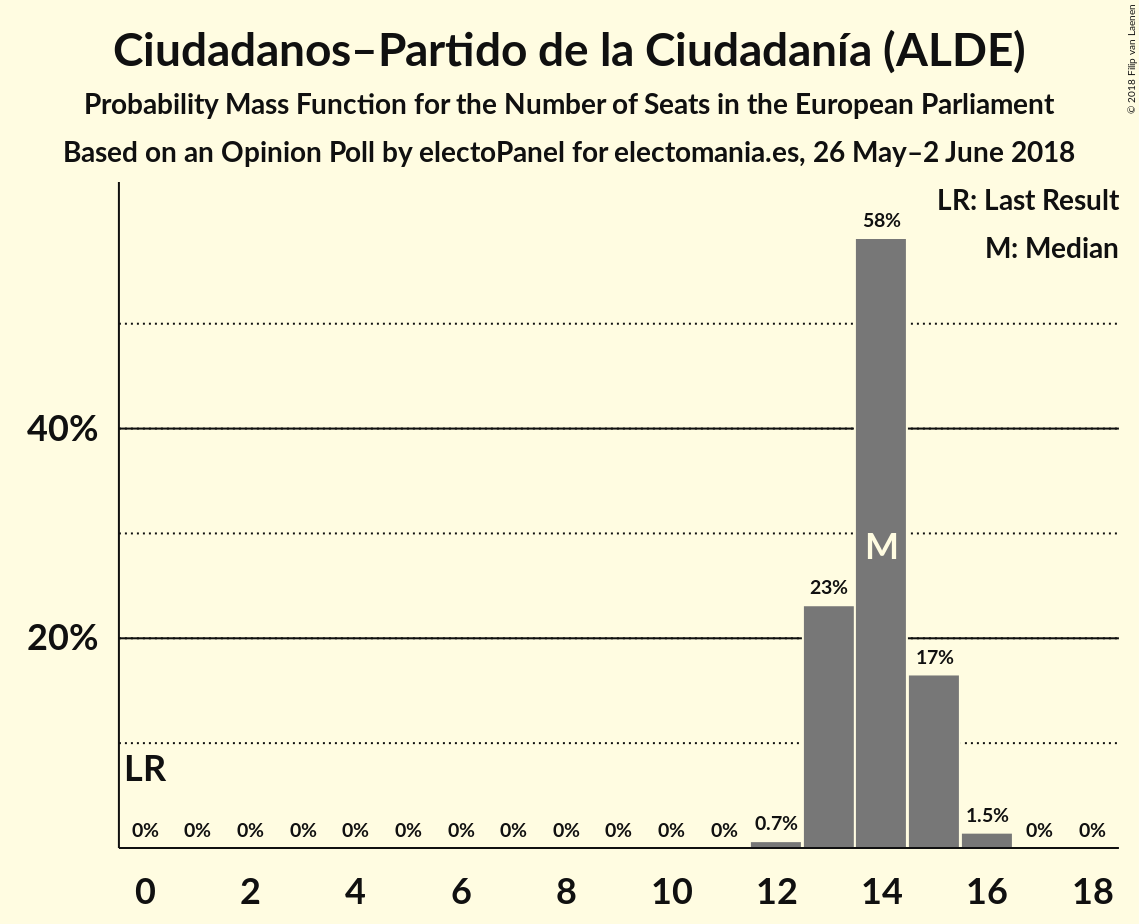 Ciudadanos–Partido de la Ciudadanía (ALDE)
Probability Mass Function for the Number of Seats in the European Parliament
Based on an Opinion Poll by electoPanel for electomania.es, 26 May–2 June 2018
© 2018 Filip van Laenen
LR: Last Result
M: Median
58%
40%
M
23%
20%
17%
LR
0% 0% 0% 0% 0% 0% 0% 0% 0% 0% 0% 0% 0.7% 1.5% 0% 0%
0 2 4 6 8 10 12 14 16 18